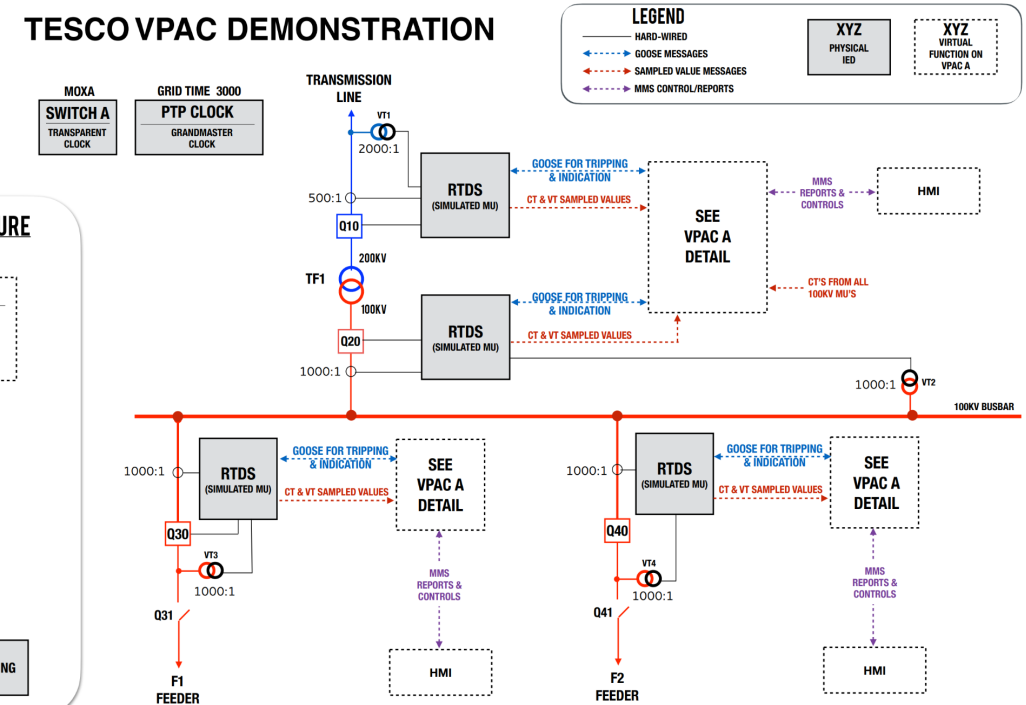 TESCO VPAC DEMONSTRATION
LEGEND
HARD-WIRED
GOOSE MESSAGES
SAMPLED VALUE MESSAGES
MMS CONTROL/REPORTS
XYZ
PHYSICAL
IED
XYZ
VIRTUAL
FUNCTION ON
VPAC A
MOXA
SWITCH A
TRANSPARENT
CLOCK
GRID TIME 3000
PTP CLOCK
GRANDMASTER
CLOCK
TRANSMISSION
LINE
VT1
2000:1
500:1
Q10
200KV
TF1
100KV
Q20
1000:1
RTDS
(SIMULATED MU)
GOOSE FOR TRIPPING
& INDICATION
CT & VT SAMPLED VALUES
SEE
VPAC A
DETAIL
MMS
REPORTS &
CONTROLS
HMI
CT'S FROM ALL
100KV MU'S
RTDS
(SIMULATED MU)
GOOSE FOR TRIPPING
& INDICATION
CT & VT SAMPLED VALUES
1000:1
VT2
100KV BUSBAR
1000:1
RTDS
(SIMULATED MU)
GOOSE FOR TRIPPING
& INDICATION
CT & VT SAMPLED VALUES
SEE
VPAC A
DETAIL
Q30
VT3
1000:1
Q31
F1
FEEDER
MMS
REPORTS &
CONTROLS
HMI
1000:1
RTDS
(SIMULATED MU)
GOOSE FOR TRIPPING
& INDICATION
CT & VT SAMPLED VALUES
SEE
VPAC A
DETAIL
Q40
VT4
1000:1
Q41
F2
FEEDER
MMS
REPORTS &
CONTROLS
HMI
URE
NG